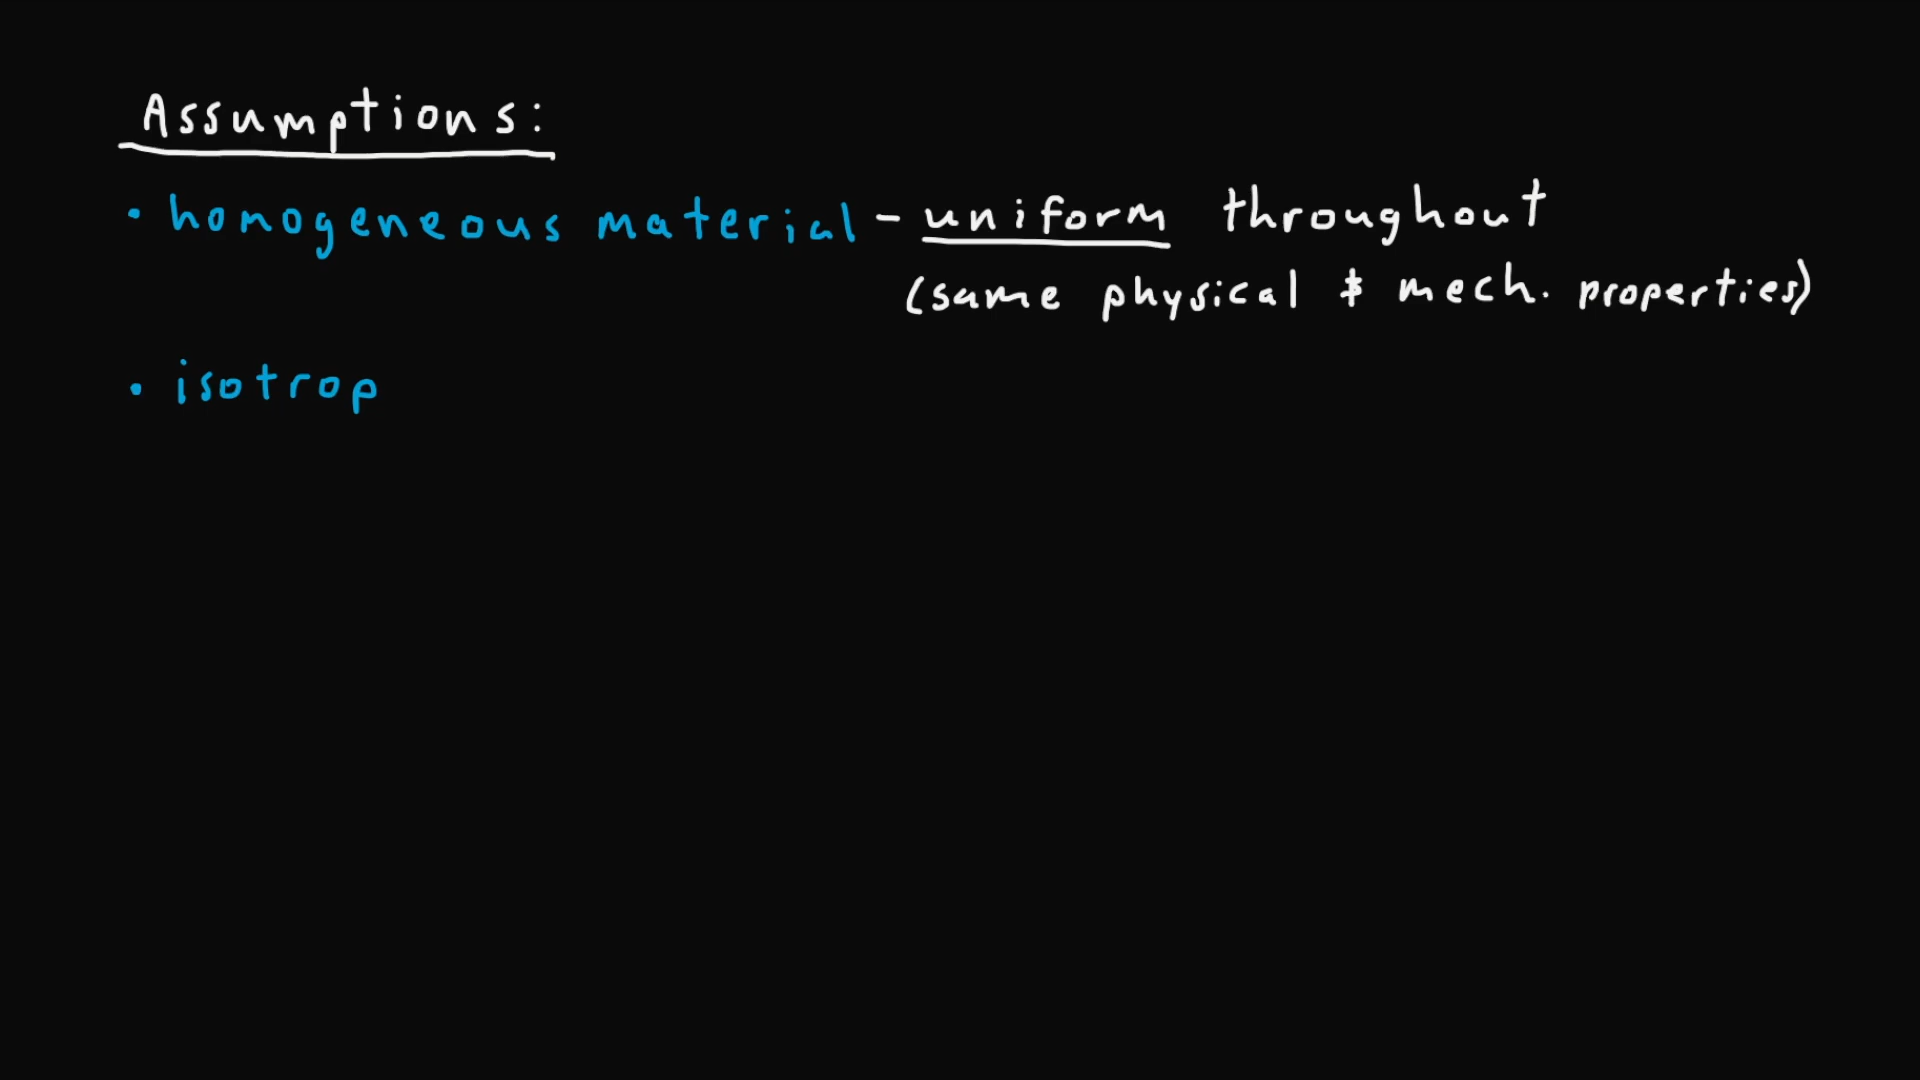 Assumptions:
• homogeneous material - uniform throughout
(same physical & mech. properties)
• isotrop